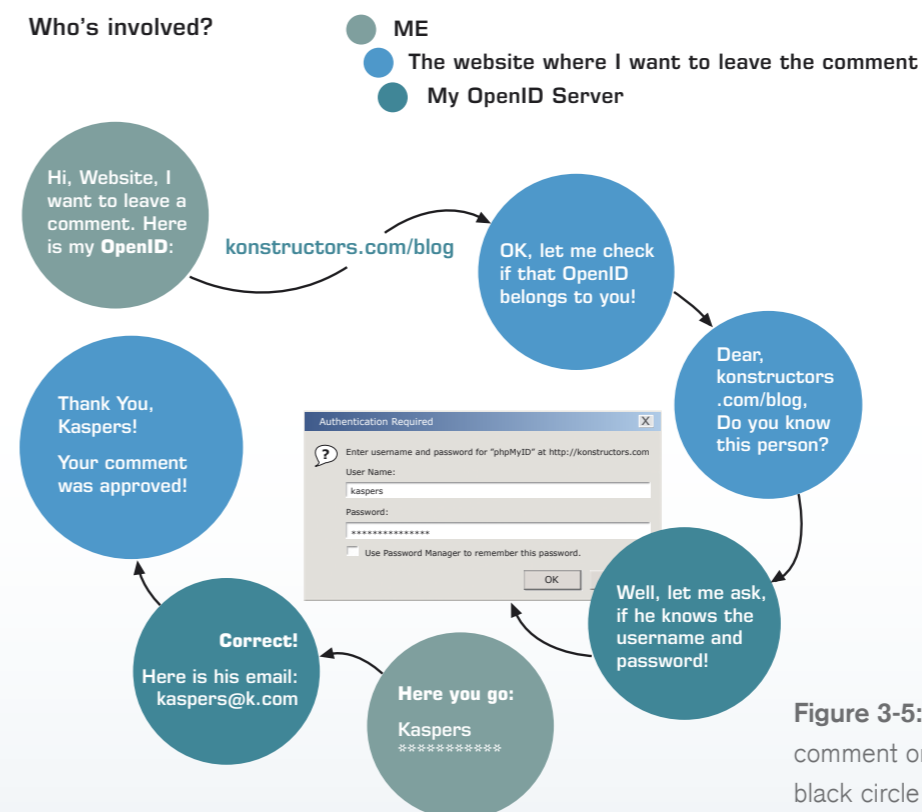 Who's involved?
ME
The website where I want to leave the comment
My OpenID Server
Hi, Website, I
want to leave a
comment. Here
is my OpenID:
konstructors.com/blog
OK, let me check
if that OpenID
belongs to you!
Dear,
konstructors
.com/blog,
Do you know
this person?
Well, let me ask,
if he knows the
username and
password!
Authentication Required
X
?
Enter username and password for "phpMyID" at http://konstructors.com
User Name:
kaspers
Password:
***************
Use Password Manager to remember this password.
OK
Here you go:
Kaspers
***********
Correct!
Here is his email:
kaspers@k.com
Thank You,
Kaspers!
Your comment
was approved!
Figure 3-5:
comment
black circle